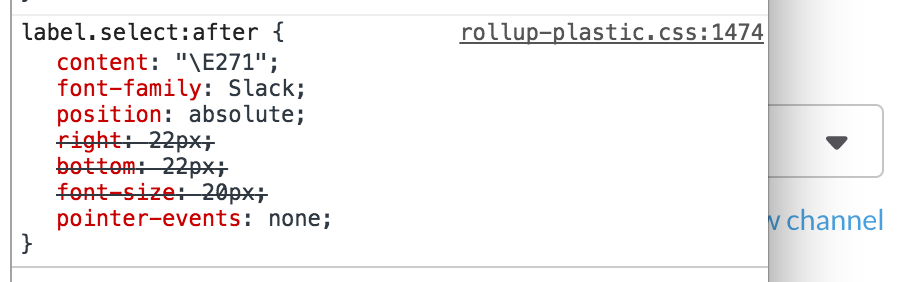 label.select:after {
rollup-plastic.css:1474
content: "\E271";
font-family: Slack;
position: absolute;
right: 22px;
bottom: 22px;
font-size: 20px;
pointer-events: none;
}
channel